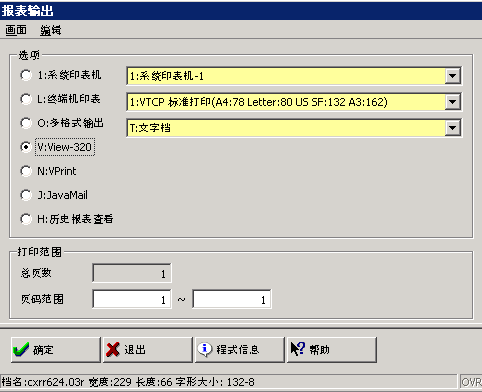 报表输出
画面 编辑
选项
1:系统印表机 1:系统印表机-1
L:终端机印表 1:VTCP 标准打印(A4:78 Letter:80 US SF:132 A3:162)
O:多格式输出 T:文字档
V:View-320
N:VPrint
J:JavaMail
H:历史报表查看
打印范围
总页数 1
页码范围 1 ~ 1
确定 退出 程式信息 帮助
档名:cxrr624.03r 宽度:229 长度:66 字形大小: 132-8 OVR